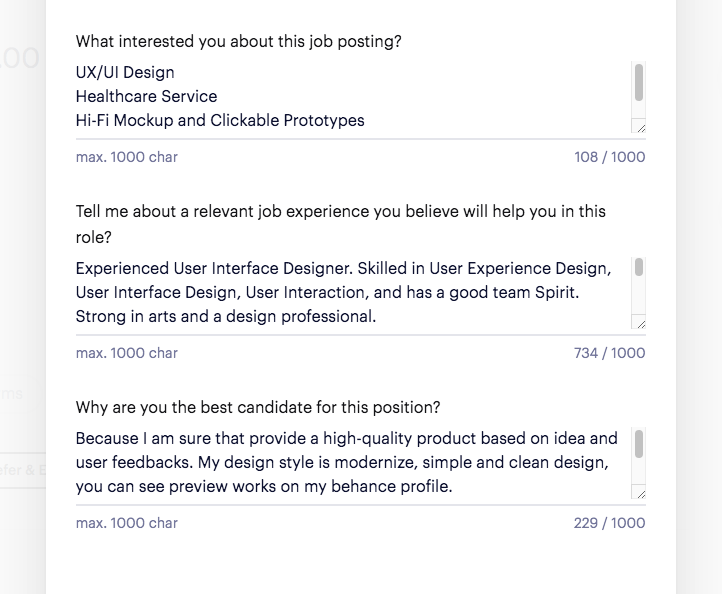 .00
What interested you about this job posting?
UX/UI Design
Healthcare Service
Hi-Fi Mockup and Clickable Prototypes
max. 1000 char
108 / 1000
Tell me about a relevant job experience you believe will help you in this
role?
Experienced User Interface Designer. Skilled in User Experience Design,
User Interface Design, User Interaction, and has a good team Spirit.
Strong in arts and a design professional.
max. 1000 char
734 / 1000
ms
efer & E
Why are you the best candidate for this position?
Because I am sure that provide a high-quality product based on idea and
user feedbacks. My design style is modernize, simple and clean design,
you can see preview works on my behance profile.
max. 1000 char
229 / 1000